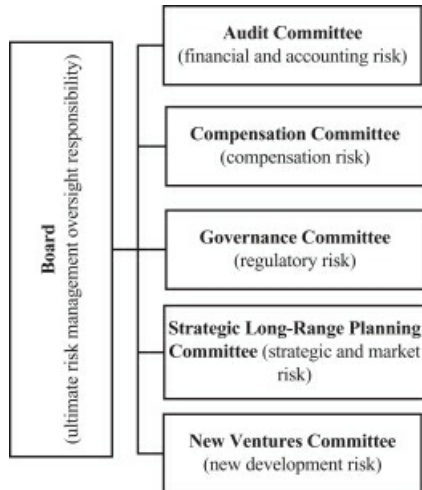 Board
(ultimate risk management oversight responsibility)
Audit Committee
(financial and accounting risk)
Compensation Committee
(compensation risk)
Governance Committee
(regulatory risk)
Strategic Long-Range Planning
Committee (strategic and market
risk)
New Ventures Committee
(new development risk)